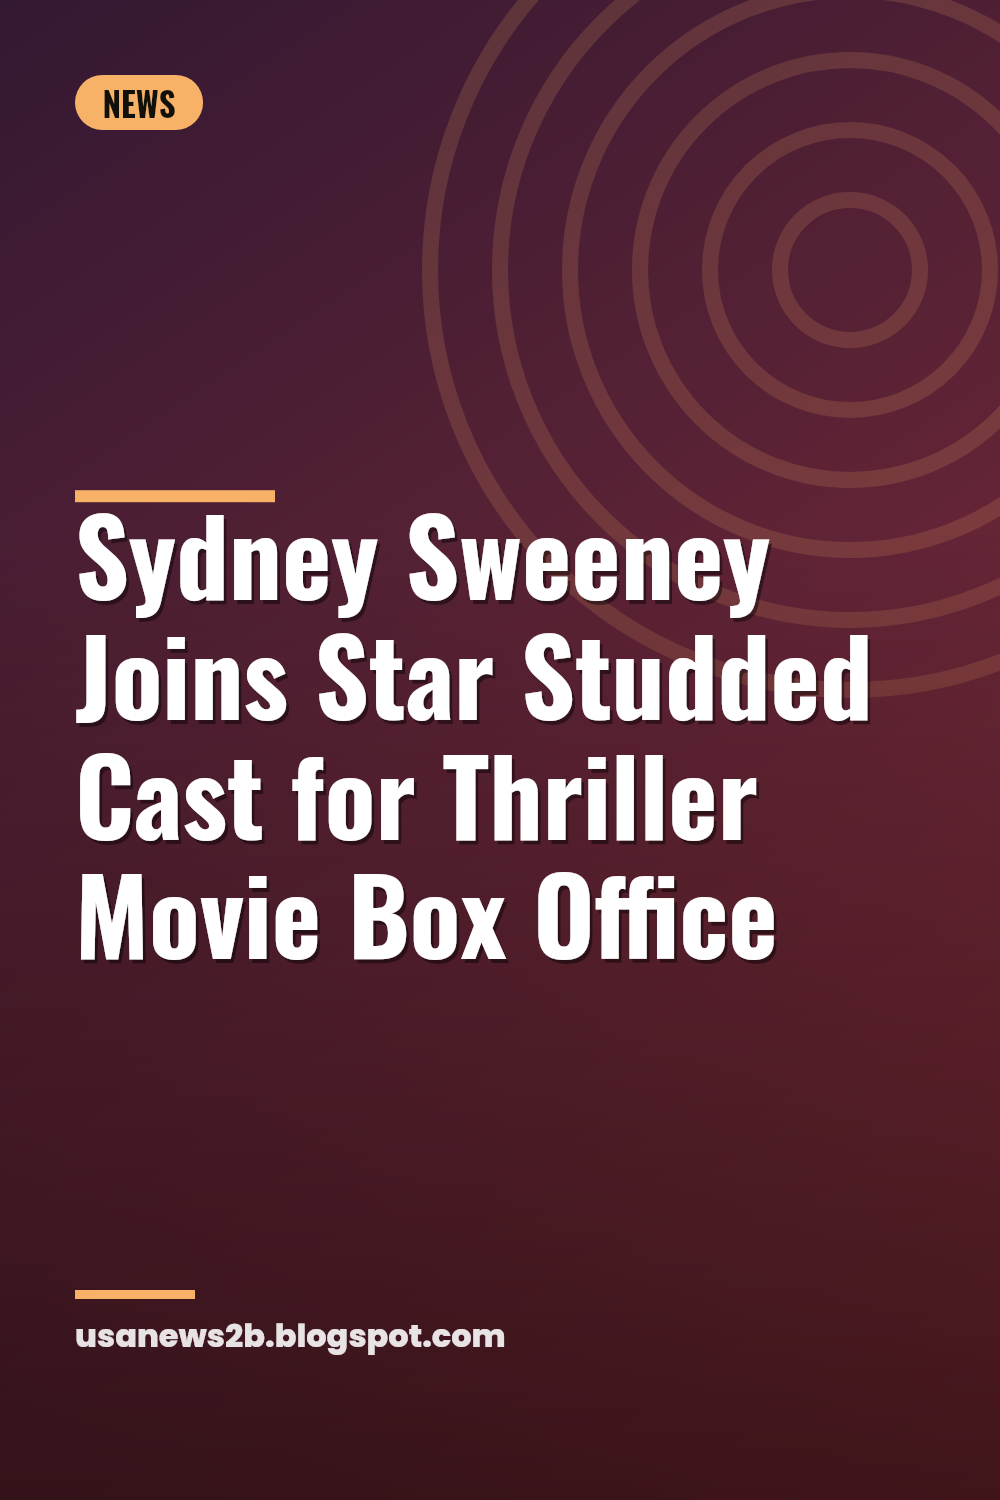 NEWS
Sydney Sweeney
Joins Star Studded
Cast for Thriller
Movie Box Office
usanews2b.blogspot.com